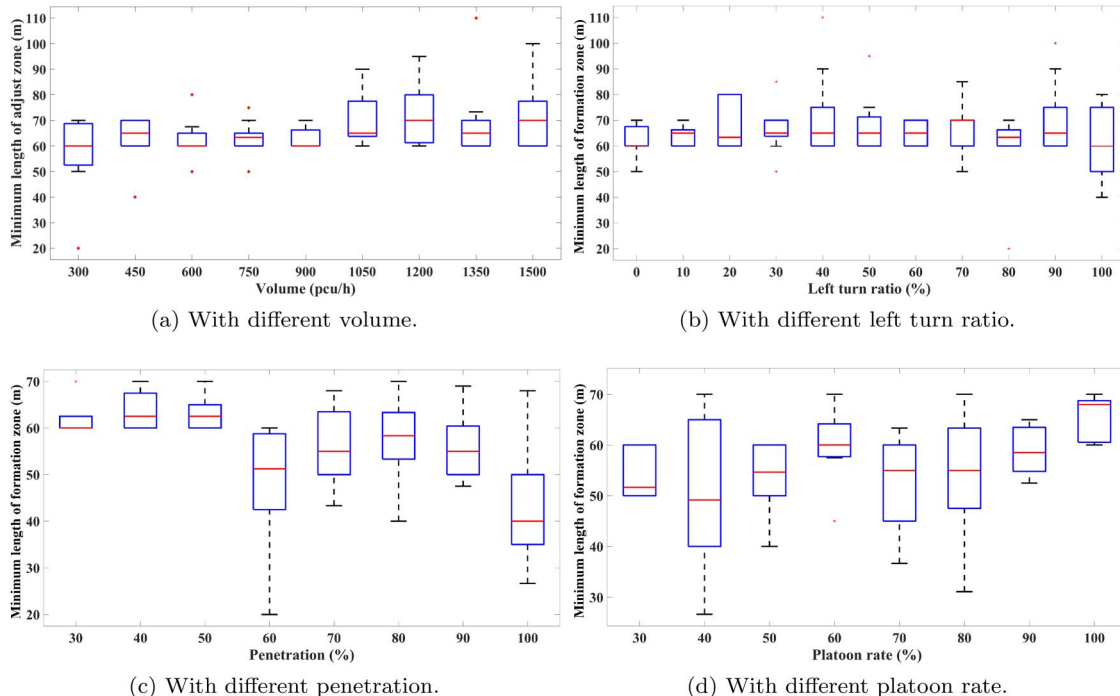 110
100
90
80
70
60
50
40
30
20
Minimum length of adjust zone (m)
300 450 600 750 900 1050 1200 1350 1500
Volume (pcu/h)
(a) With different volume.
110
100
90
80
70
60
50
40
30
20
Minimum length of formation zone (m)
0 10 20 30 40 50 60 70 80 90 100
Left turn ratio (%)
(b) With different left turn ratio.
70
60
50
40
30
20
Minimum length of formation zone (m)
30 40 50 60 70 80 90 100
Penetration (%)
(c) With different penetration.
70
60
50
40
30
Minimum length of formation zone (m)
30 40 50 60 70 80 90 100
Platoon rate (%)
(d) With different platoon rate.